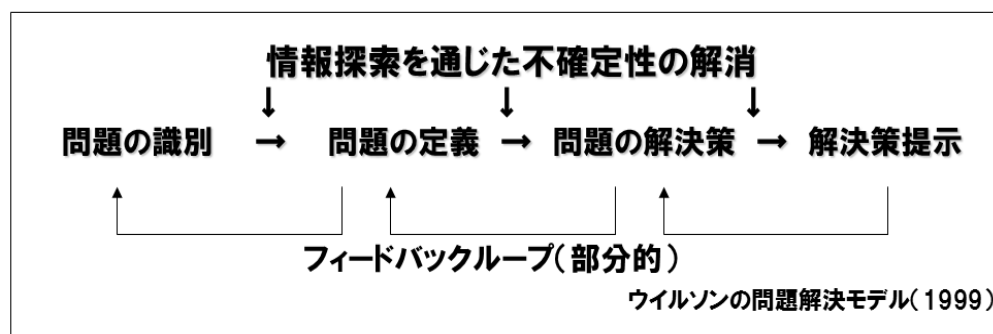 情報探索を通じた不確定性の解消
↓ ↓ ↓
問題の識別 → 問題の定義 → 問題の解決策 → 解決策提示
フィードバックループ(部分的)
ウイルソンの問題解決モデル(1999)